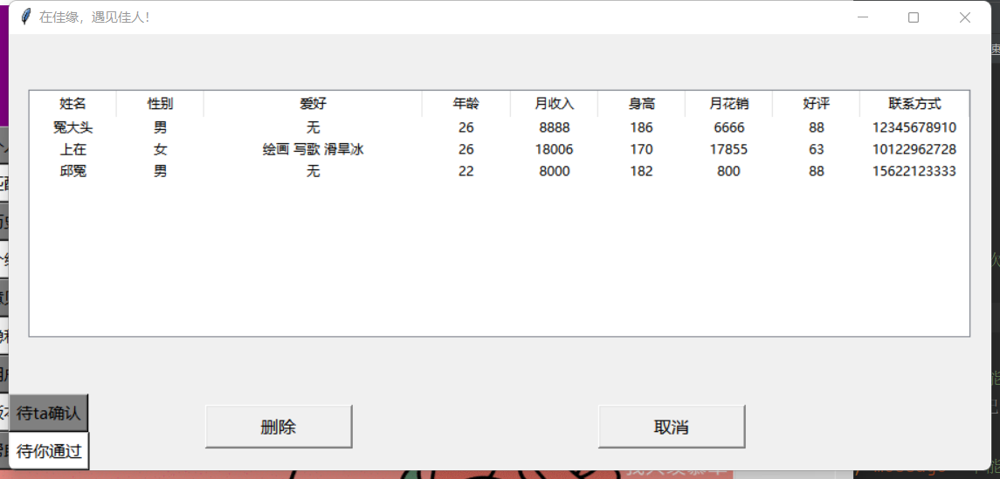 在佳缘，遇见佳人！
姓名 性别 爱好 年龄 月收入 身高 月花销 好评 联系方式
冤大头 男 无 26 8888 186 6666 88 12345678910
上在 女 绘画 写歌 滑旱冰 26 18006 170 17855 63 10122962728
邱冤 男 无 22 8000 182 800 88 15622123333
待ta确认
删除 取消
待你通过